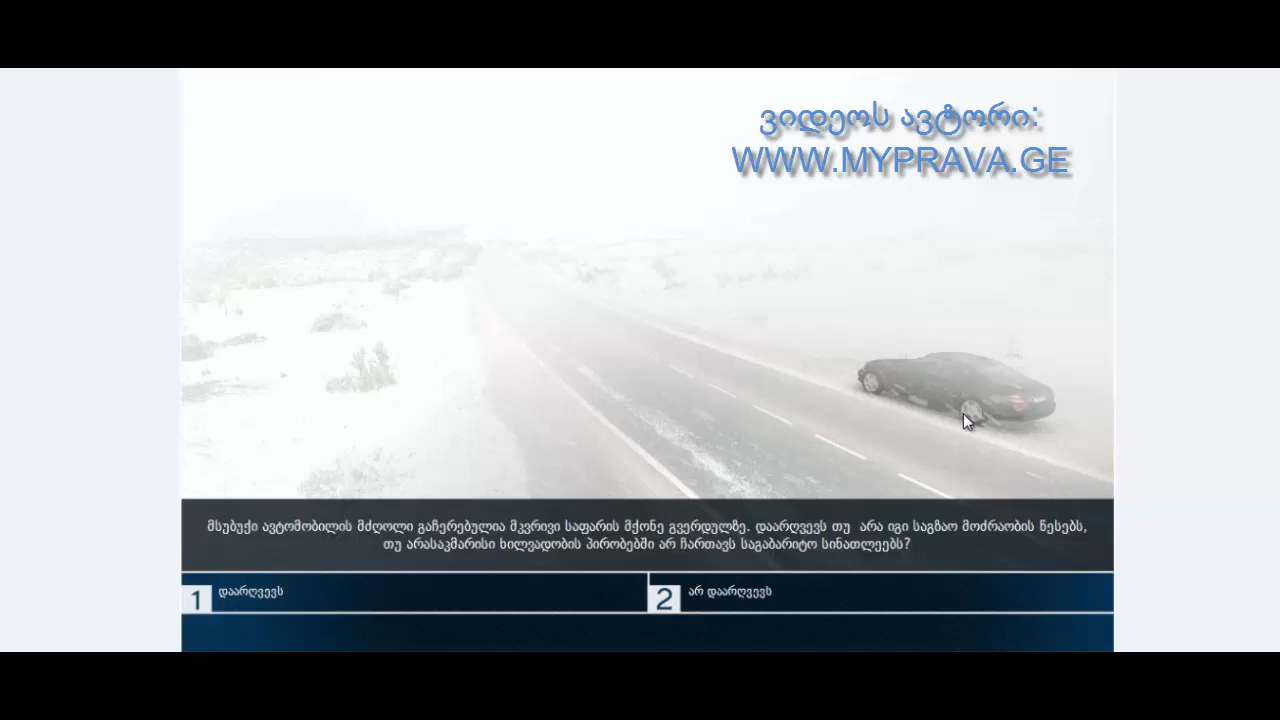 ვიდეოს ავტორი:
WWW.MYPRAVA.GE
მსუბუქი ავტომობილის მძღოლი გაჩერებულია მკვრივი საფარის მქონე გვერდულზე. დაარღვევს თუ არა იგი საგზაო მოძრაობის წესებს,
თუ არასაკმარისი ხილვადობის პირობებში არ ჩართავს საგაბარიტო სინათლეებს?
1 დაარღვევს
2 არ დაარღვევს